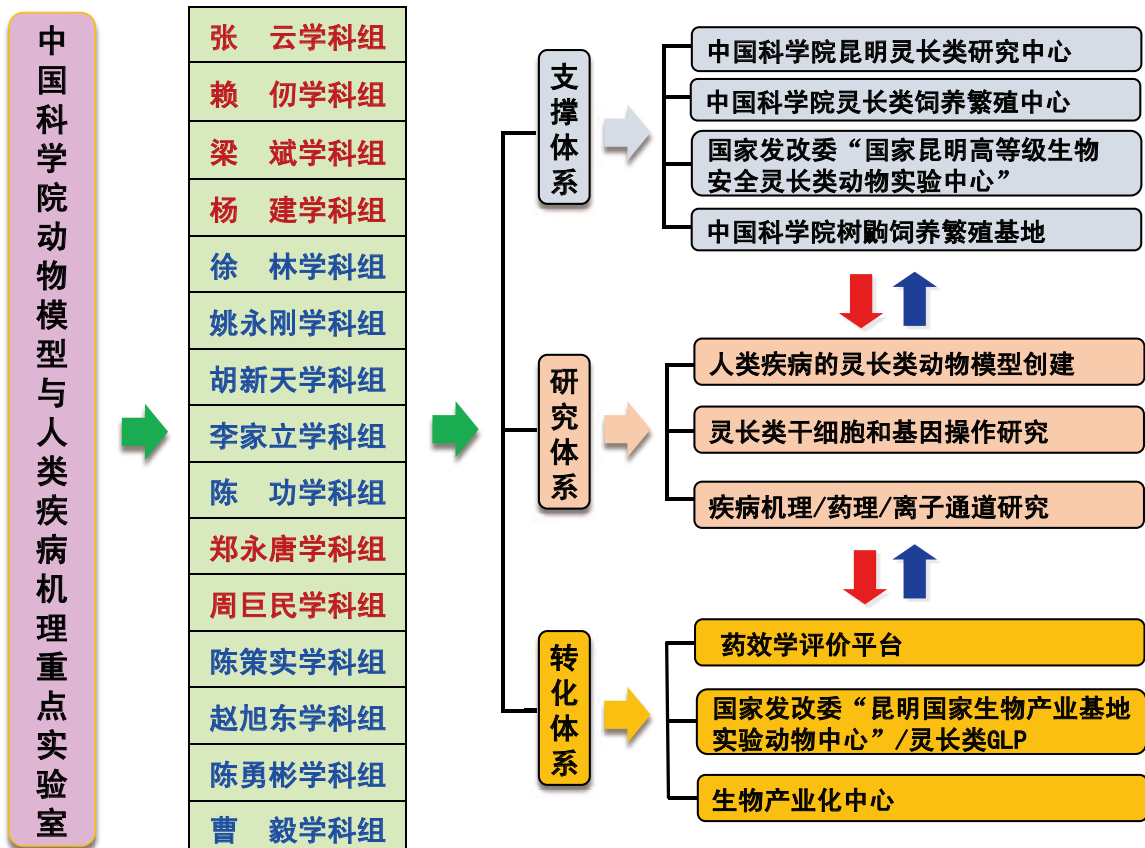 中国科学院动物模型与人类疾病机理重点实验室
张　云学科组
赖　仞学科组
梁　斌学科组
杨　建学科组
徐　林学科组
姚永刚学科组
胡新天学科组
李家立学科组
陈　功学科组
郑永唐学科组
周巨民学科组
陈策实学科组
赵旭东学科组
陈勇彬学科组
曹　毅学科组
支撑体系
中国科学院昆明灵长类研究中心
中国科学院灵长类饲养繁殖中心
国家发改委“国家昆明高等级生物
安全灵长类动物实验中心”
中国科学院树鼩饲养繁殖基地
研究体系
人类疾病的灵长类动物模型创建
灵长类干细胞和基因操作研究
疾病机理/药理/离子通道研究
转化体系
药效学评价平台
国家发改委“昆明国家生物产业基地
实验动物中心”/灵长类GLP
生物产业化中心